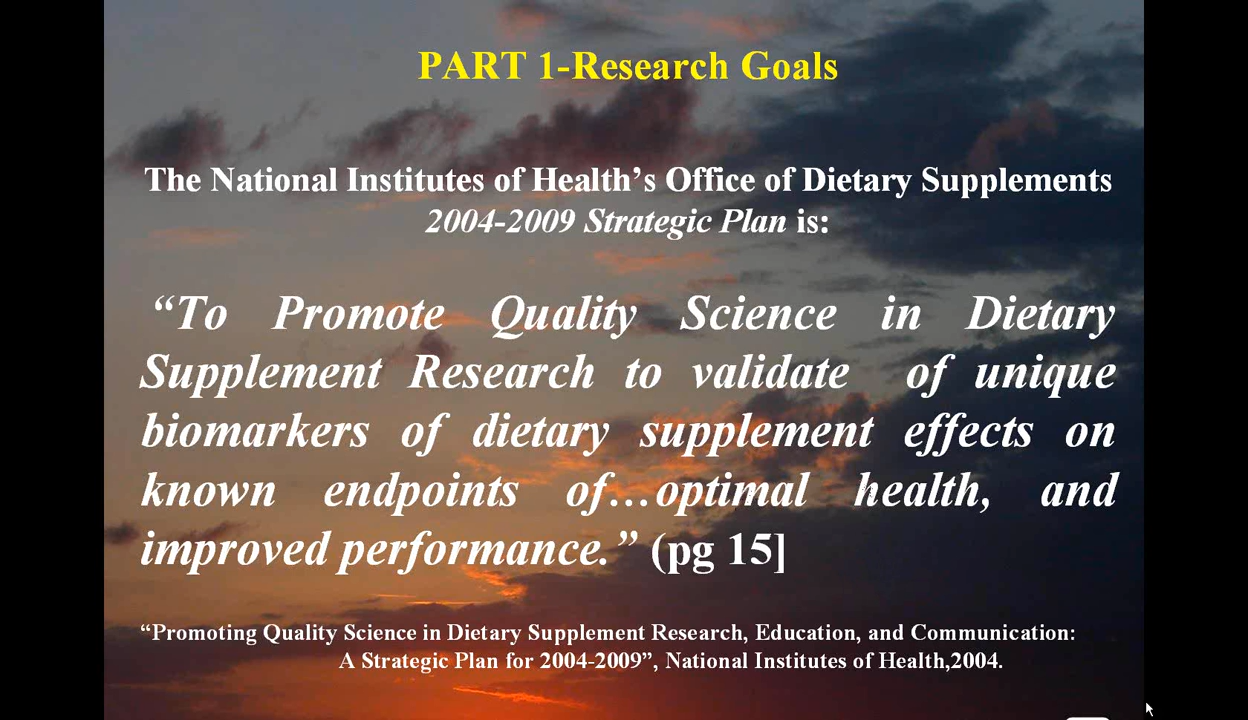 PART 1-Research Goals
The National Institutes of Health’s Office of Dietary Supplements
2004-2009 Strategic Plan is:
“To Promote Quality Science in Dietary
Supplement Research to validate of unique
biomarkers of dietary supplement effects on
known endpoints of…optimal health, and
improved performance.” (pg 15]
“Promoting Quality Science in Dietary Supplement Research, Education, and Communication:
A Strategic Plan for 2004-2009”, National Institutes of Health,2004.